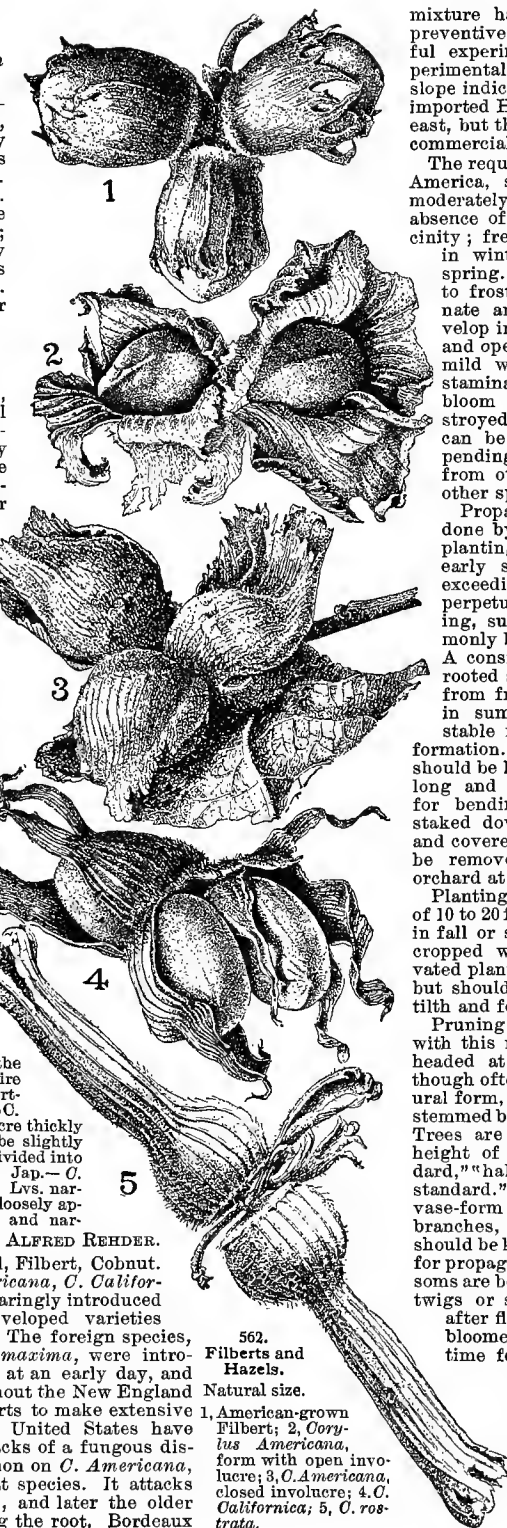 1
2
3
4
5
the
ire
ort-
C.
cre thickly
be slightly
ivided into
Jap.— C.
Lvs. nar-
loosely ap-
and nar-
ALFRED REHDER.
l, Filbert, Cobnut.
ricana, C. Califor-
aringly introduced
veloped varieties
The foreign species,
maxima, were intro-
at an early day, and
hout the New England
rts to make extensive
United States have
cks of a fungous dis-
mon on C. Americana,
t species. It attacks
, and later the older
g the root. Bordeaux
562.
Filberts and
Hazels.
Natural size.
1, American-grown
Filbert; 2, Cory-
lus Americana,
form with open invo-
lucre; 3, C. Americana,
closed involucre; 4. C.
Californica; 5, C. ros-
trata.
mixture ha
preventive
ful experin
perimental
slope indic
imported E
east, but th
commercial
The requ
America, s
moderately
absence of
cinity; fre
in wint
spring.
to frost
nate an
velop in
and ope
mild w
stamina
bloom
stroyed
can be
pending
from o
other sp
Propa
done by
planting
early s
exceedi
perpetu
ing, su
monly b
A cons
rooted s
from fr
in sum
stable
formation.
should be l
long and
for bendin
staked dov
and covere
be remove
orchard at
Planting
of 10 to 20 f
in fall or s
cropped w
vated plant
but should
tilth and fe
Pruning
with this r
headed at
though ofte
ural form,
stemmed b
Trees are
height of
dard," "hal
standard."
vase-form
branches,
should be k
for propag
soms are be
twigs or s
after fl
bloome
time fe